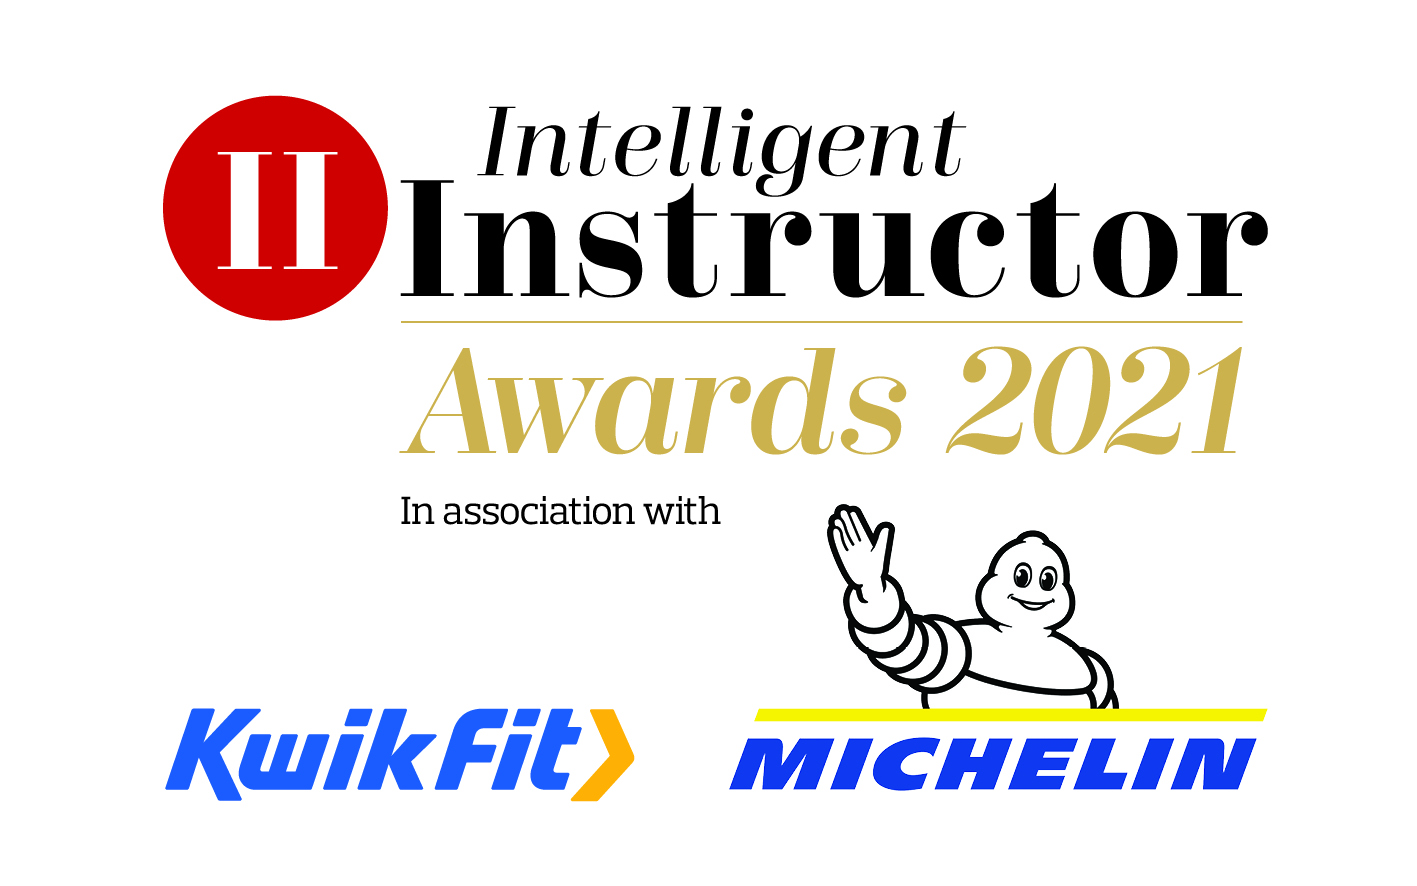 II
Intelligent
Instructor
Awards 2021
In association with
KwikFit
MICHELIN